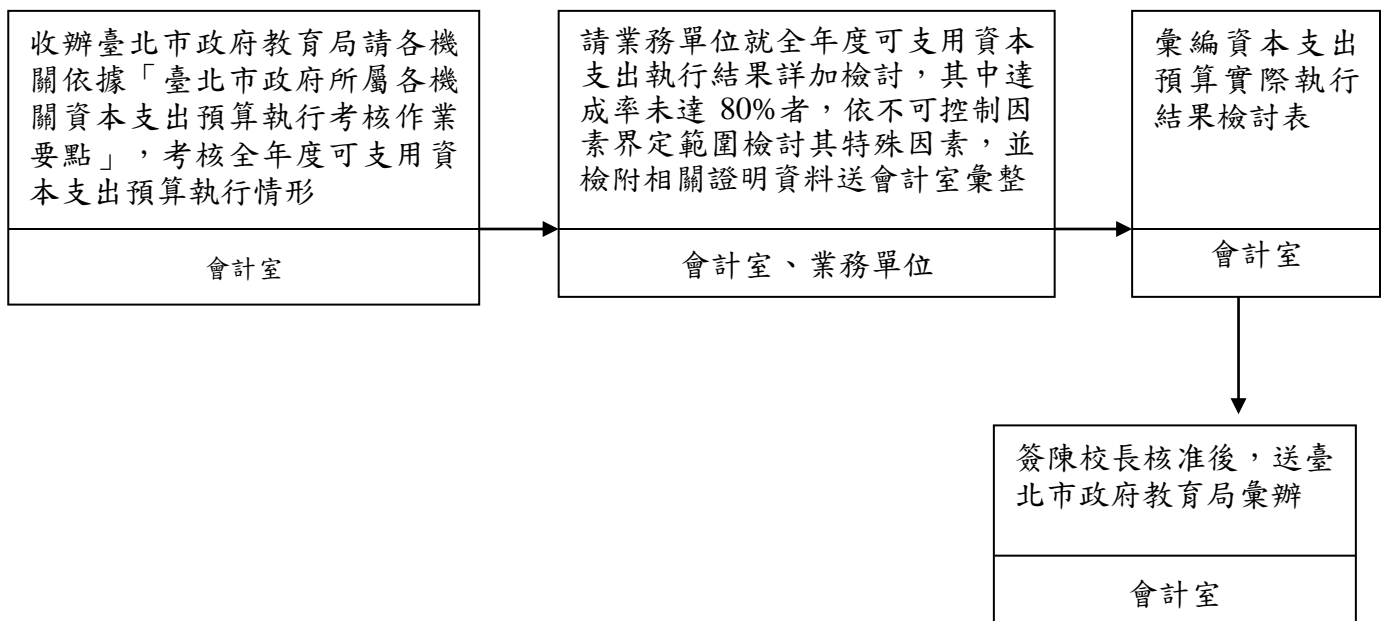 收辦臺北市政府教育局請各機
關依據「臺北市政府所屬各機
關資本支出預算執行考核作業
要點」，考核全年度可支用資
本支出預算執行情形
會計室
請業務單位就全年度可支用資本
支出執行結果詳加檢討，其中達
成率未達 80%者，依不可控制因
素界定範圍檢討其特殊因素，並
檢附相關證明資料送會計室彙整
會計室、業務單位
彙編資本支出
預算實際執行
結果檢討表
會計室
簽陳校長核准後，送臺
北市政府教育局彙辦
會計室